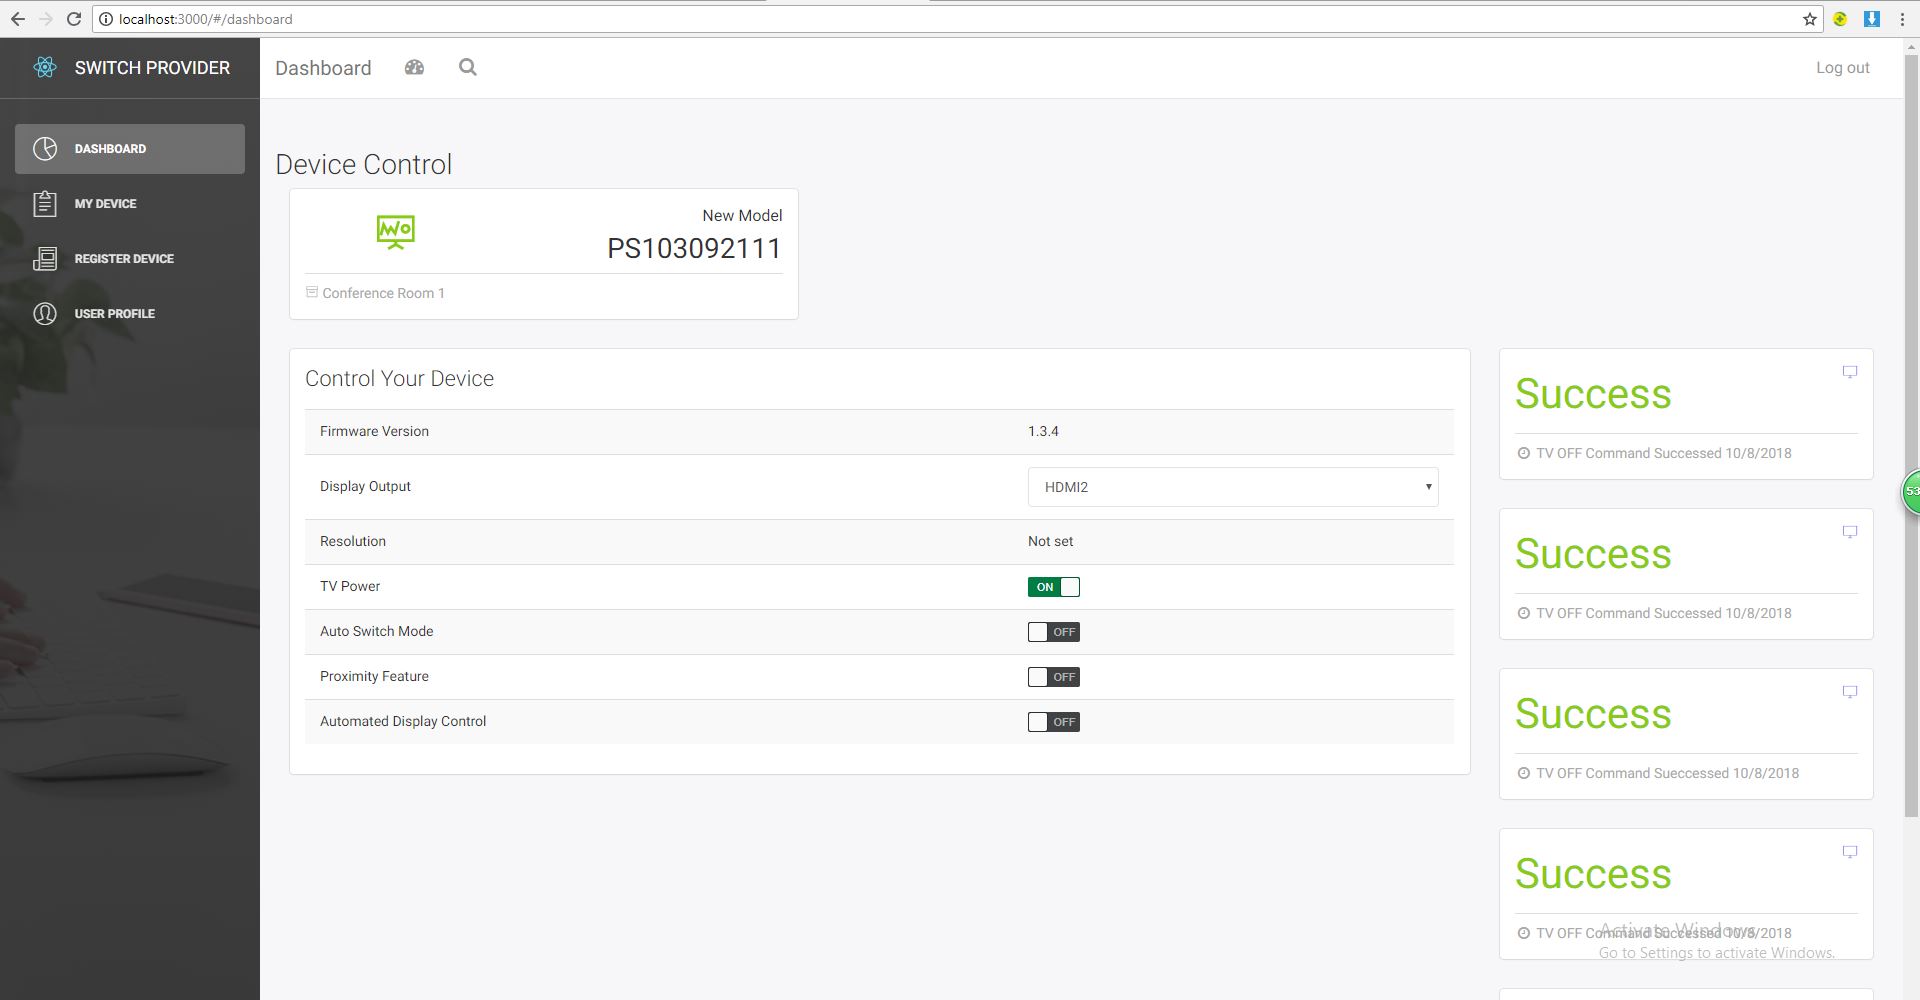 localhost:3000/#/dashboard
SWITCH PROVIDER
Dashboard
Log out
DASHBOARD
MY DEVICE
REGISTER DEVICE
USER PROFILE
Device Control
New Model
PS103092111
Conference Room 1
Control Your Device
Firmware Version 1.3.4
Display Output HDMI2
Resolution Not set
TV Power ON
Auto Switch Mode OFF
Proximity Feature OFF
Automated Display Control OFF
Success
TV OFF Command Successed 10/8/2018
Success
TV OFF Command Successed 10/8/2018
Success
TV OFF Command Sueccessed 10/8/2018
Success
TV OFF Command Successed 10/8/2018
Activate Windows
Go to Settings to activate Windows.
53